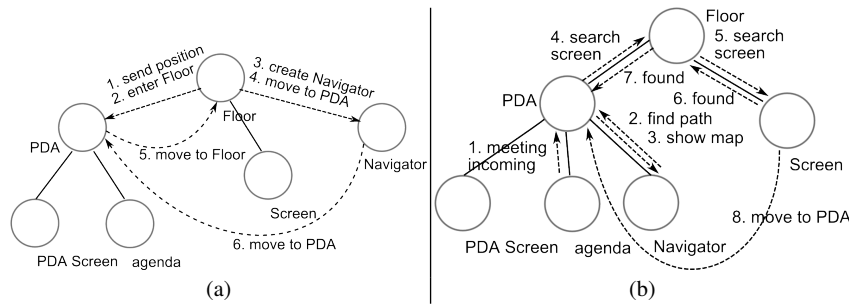 1. send position
2. enter Floor
3. create Navigator
4. move to PDA
Floor
PDA
5. move to Floor
Navigator
Screen
6. move to PDA
PDA Screen
agenda
(a)
Floor
4. search
screen
5. search
screen
7. found
PDA
6. found
2. find path
3. show map
1. meeting
incoming
Screen
8. move to PDA
PDA Screen
agenda
Navigator
(b)